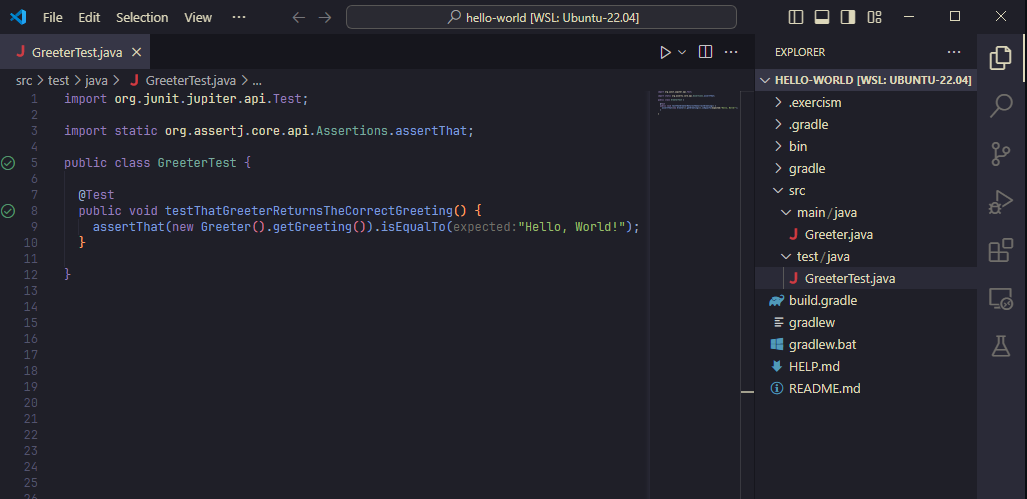 File Edit Selection View ··· hello-world [WSL: Ubuntu-22.04]
GreeterTest.java
src > test > java > GreeterTest.java > ...
1 import org.junit.jupiter.api.Test;
2
3 import static org.assertj.core.api.Assertions.assertThat;
4
5 public class GreeterTest {
6
7 @Test
8 public void testThatGreeterReturnsTheCorrectGreeting() {
9 assertThat(new Greeter().getGreeting()).isEqualTo(expected:"Hello, World!");
10 }
11
12 }
13
14
15
16
17
18
19
20
21
22
23
24
25
26
EXPLORER ···
HELLO-WORLD [WSL: UBUNTU-22.04]
.exercism
.gradle
bin
gradle
src
main/java
Greeter.java
test/java
GreeterTest.java
build.gradle
gradlew
gradlew.bat
HELP.md
README.md